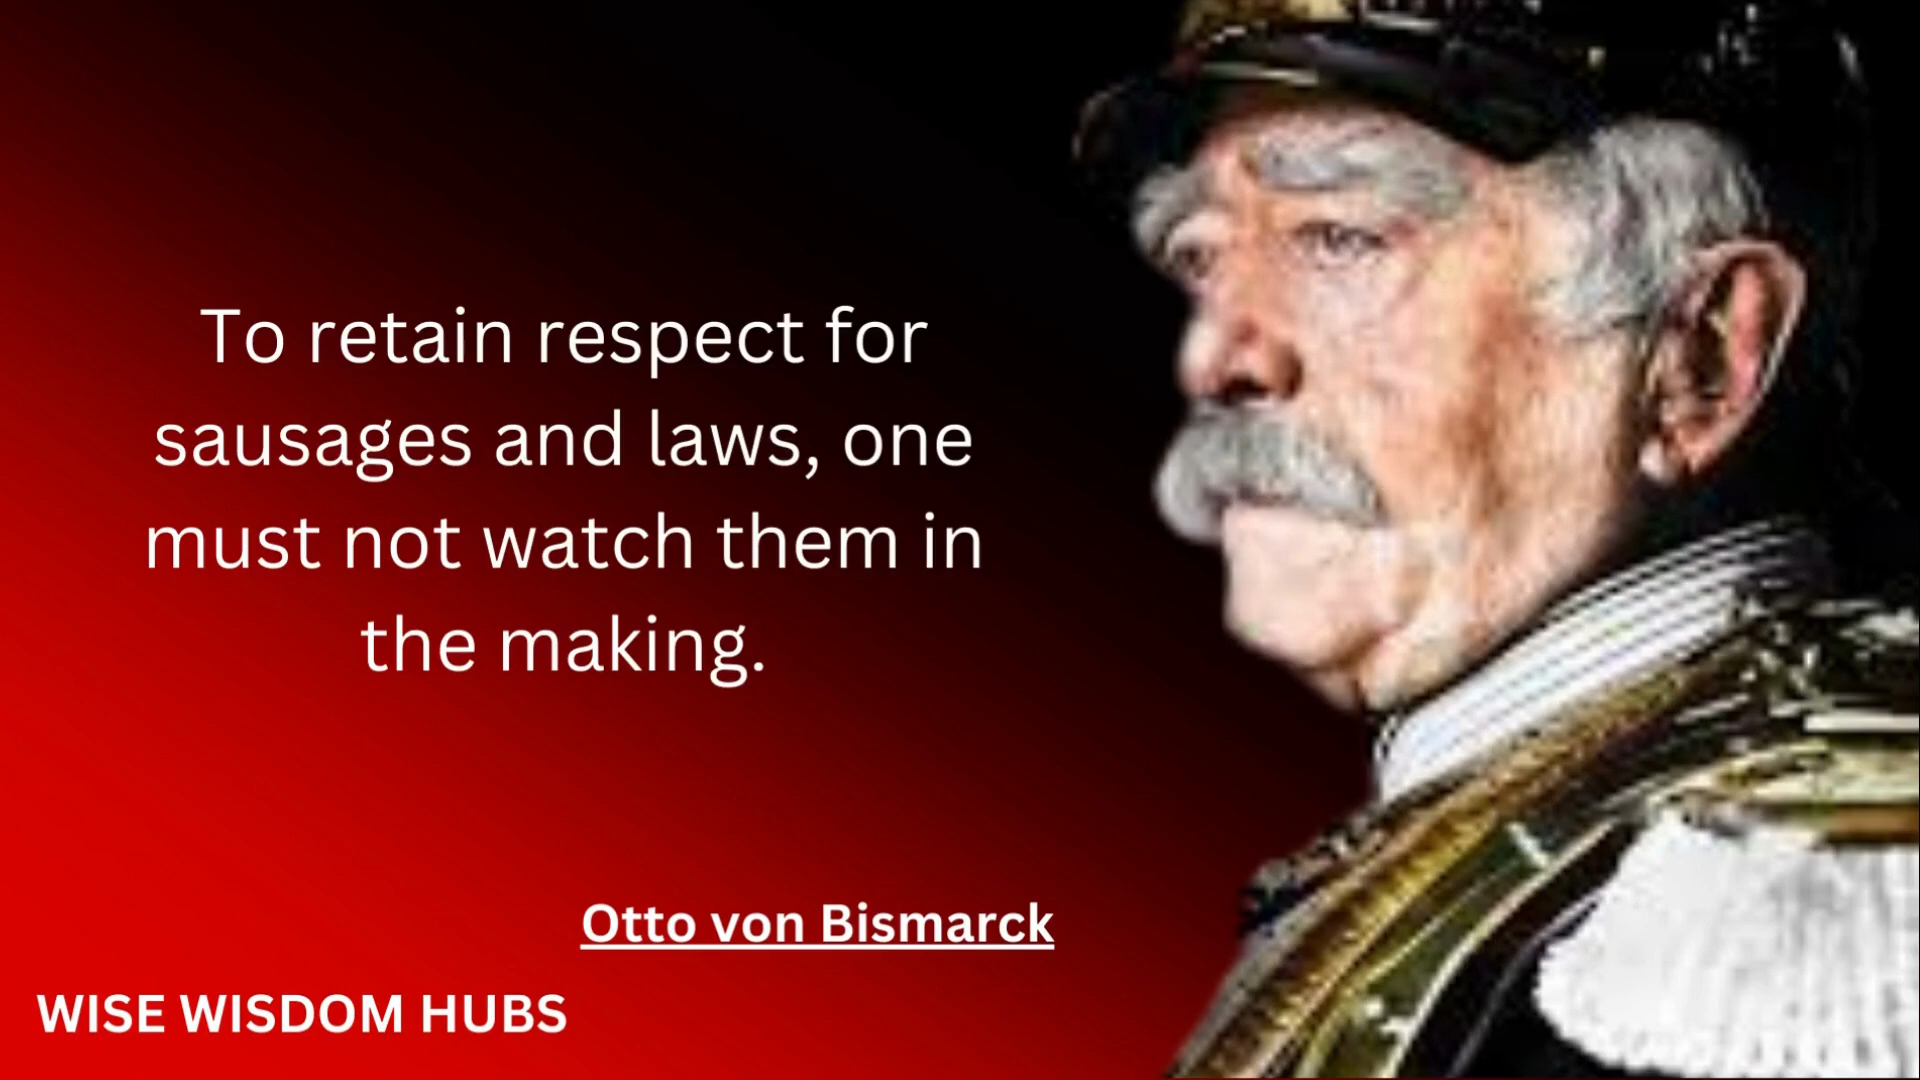 To retain respect for
sausages and laws, one
must not watch them in
the making.
Otto von Bismarck
WISE WISDOM HUBS